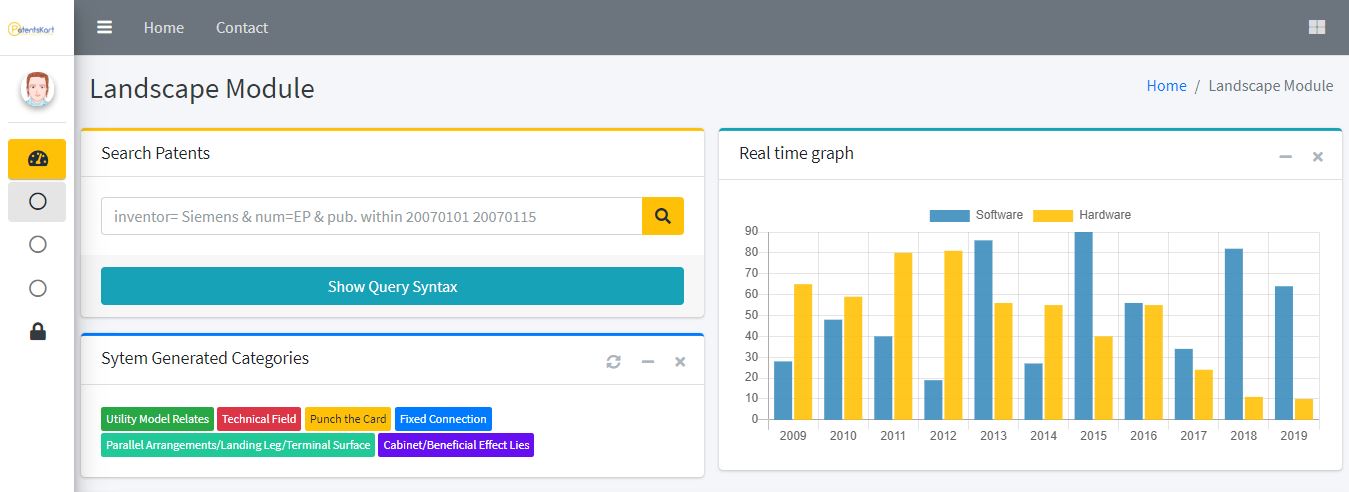 PatentsKart
Home
Contact
Landscape Module
Home / Landscape Module
Search Patents
inventor= Siemens & num=EP & pub. within 20070101 20070115
Show Query Syntax
Sytem Generated Categories
Utility Model Relates Technical Field Punch the Card Fixed Connection
Parallel Arrangements/Landing Leg/Terminal Surface Cabinet/Beneficial Effect Lies
Real time graph
Software Hardware
90
80
70
60
50
40
30
20
10
0
2009 2010 2011 2012 2013 2014 2015 2016 2017 2018 2019